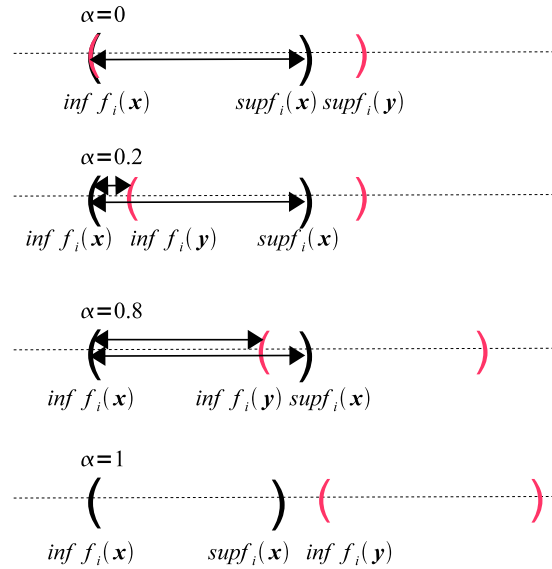 α=0
inf f_i(x) supf_i(x) supf_i(y)
α=0.2
inf f_i(x) inf f_i(y) supf_i(x)
α=0.8
inf f_i(x) inf f_i(y) supf_i(x)
α=1
inf f_i(x) supf_i(x) inf f_i(y)